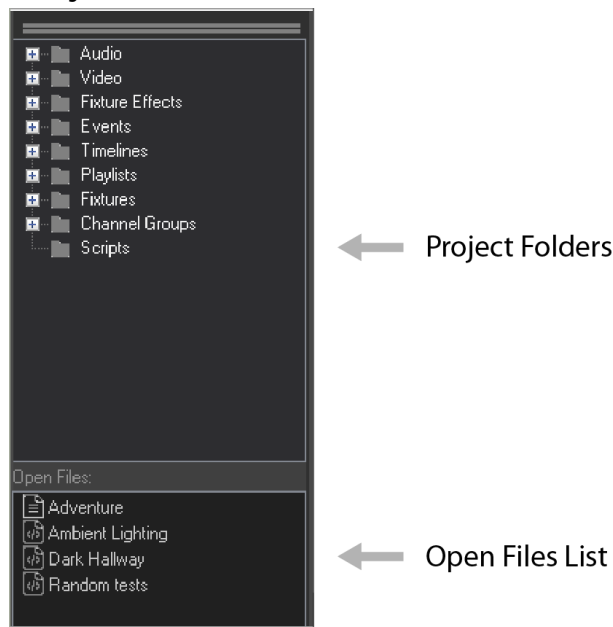 Audio
Video
Fixture Effects
Events
Timelines
Playlists
Fixtures
Channel Groups
Scripts
Project Folders
Open Files:
Adventure
Ambient Lighting
Dark Hallway
Random tests
Open Files List